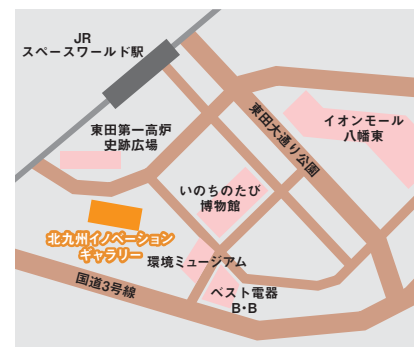 JR
スペースワールド駅
東田第一高炉
史跡広場
東田大通り公園
イオンモール
八幡東
いのちのたび
博物館
北九州イノベーション
ギャラリー
環境ミュージアム
国道3号線
ベスト電器
B・B